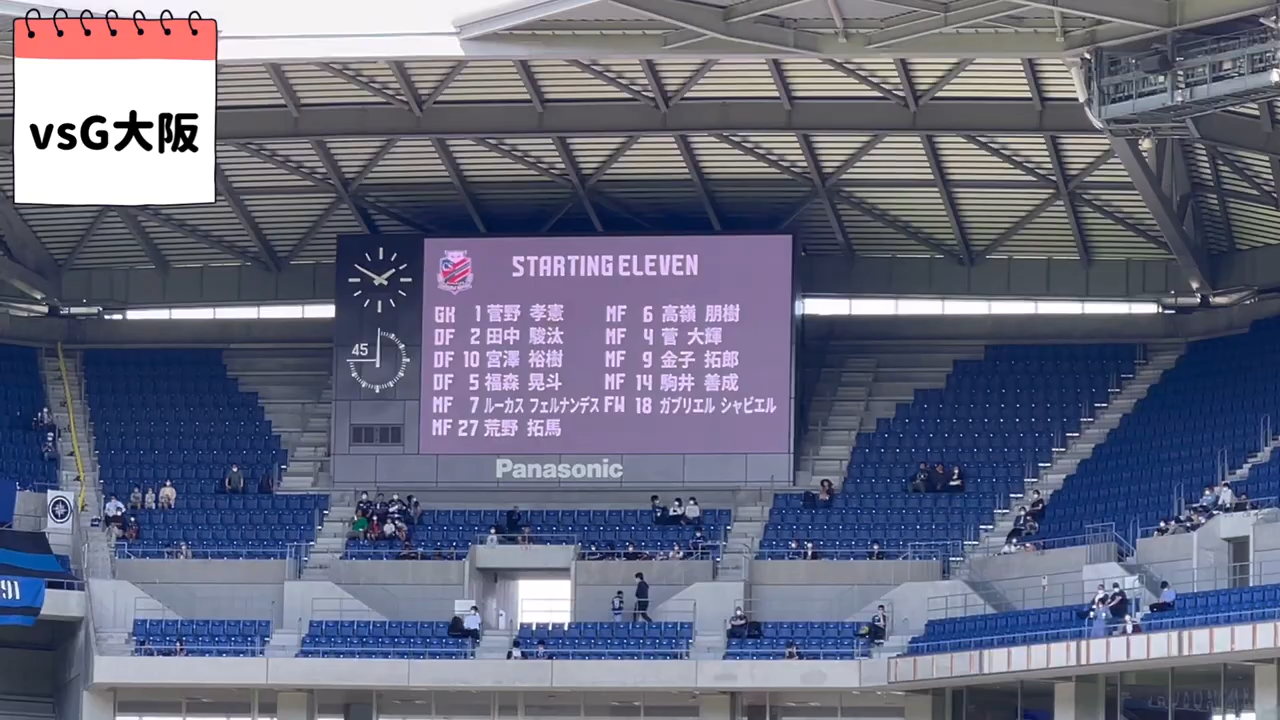 vsG大阪
STARTING ELEVEN
GK 1 菅野 孝憲
DF 2 田中 駿汰
DF 10 宮澤 裕樹
DF 5 福森 晃斗
MF 7 ルーカス フェルナンデス
MF 27 荒野 拓馬
MF 6 高嶺 朋樹
MF 4 菅 大輝
MF 9 金子 拓郎
MF 14 駒井 善成
FW 18 ガブリエル シャビエル
45
Panasonic
91